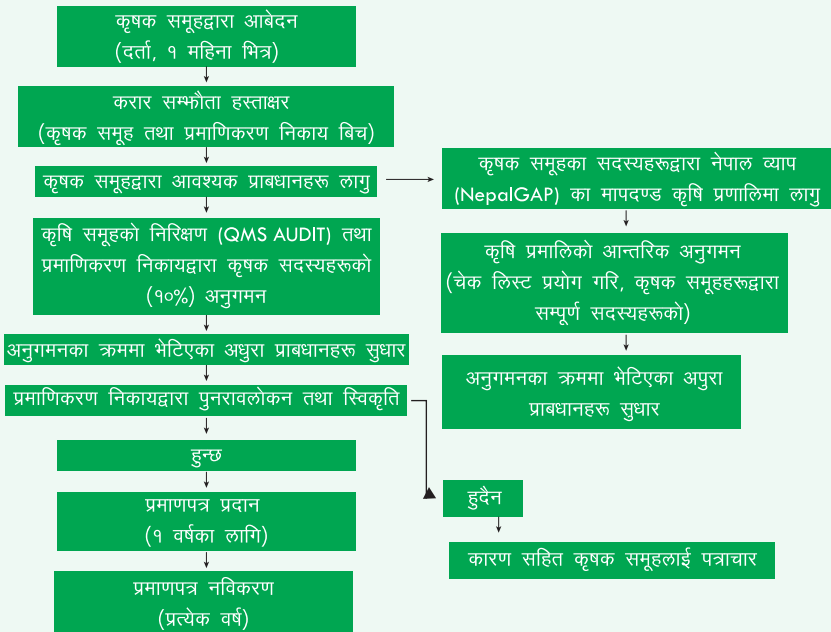 कृषक समूहद्वारा आबेदन
(दर्ता, १ महिना भित्र)
करार सम्झौता हस्ताक्षर
(कृषक समूह तथा प्रमाणिकरण निकाय बिच)
कृषक समूहद्वारा आवश्यक प्राबधानहरू लागु
कृषि समूहको निरिक्षण (QMS AUDIT) तथा
प्रमाणिकरण निकायद्वारा कृषक सदस्यहरूको
(१०%) अनुगमन
अनुगमनका क्रममा भेटिएका अधुरा प्राबधानहरू सुधार
प्रमाणिकरण निकायद्वारा पुनरावलोकन तथा स्विकृति
हुन्छ
प्रमाणपत्र प्रदान
(१ वर्षका लागि)
प्रमाणपत्र नविकरण
(प्रत्येक वर्ष)
कृषक समूहका सदस्यहरूद्वारा नेपाल व्याप
(NepalGAP) का मापदण्ड कृषि प्रणालिमा लागु
कृषि प्रमालिको आन्तरिक अनुगमन
(चेक लिस्ट प्रयोग गरि, कृषक समूहहरूद्वारा
सम्पूर्ण सदस्यहरूको)
अनुगमनका क्रममा भेटिएका अपुरा
प्राबधानहरू सुधार
हुदैन
कारण सहित कृषक समूहलाई पत्राचार